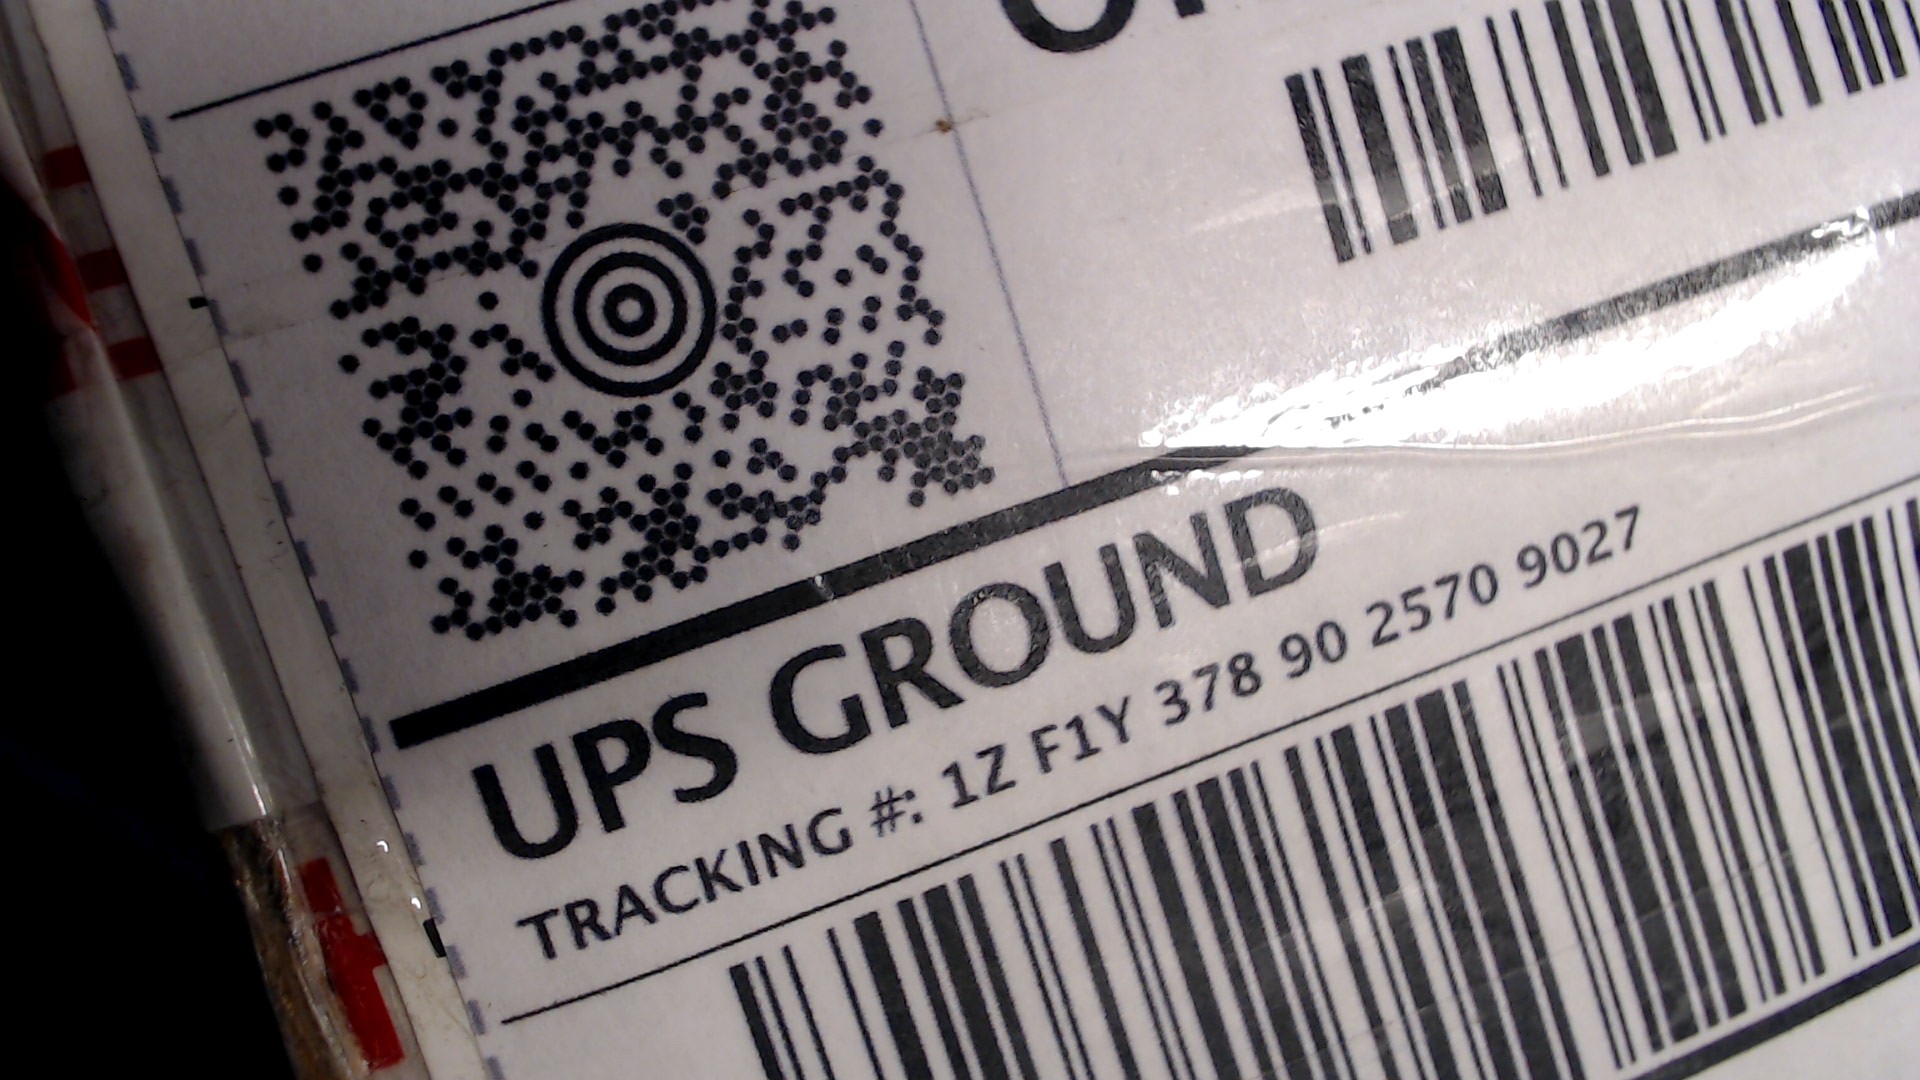 UPS GROUND
TRACKING #: 1Z F1Y 378 90 2570 9027